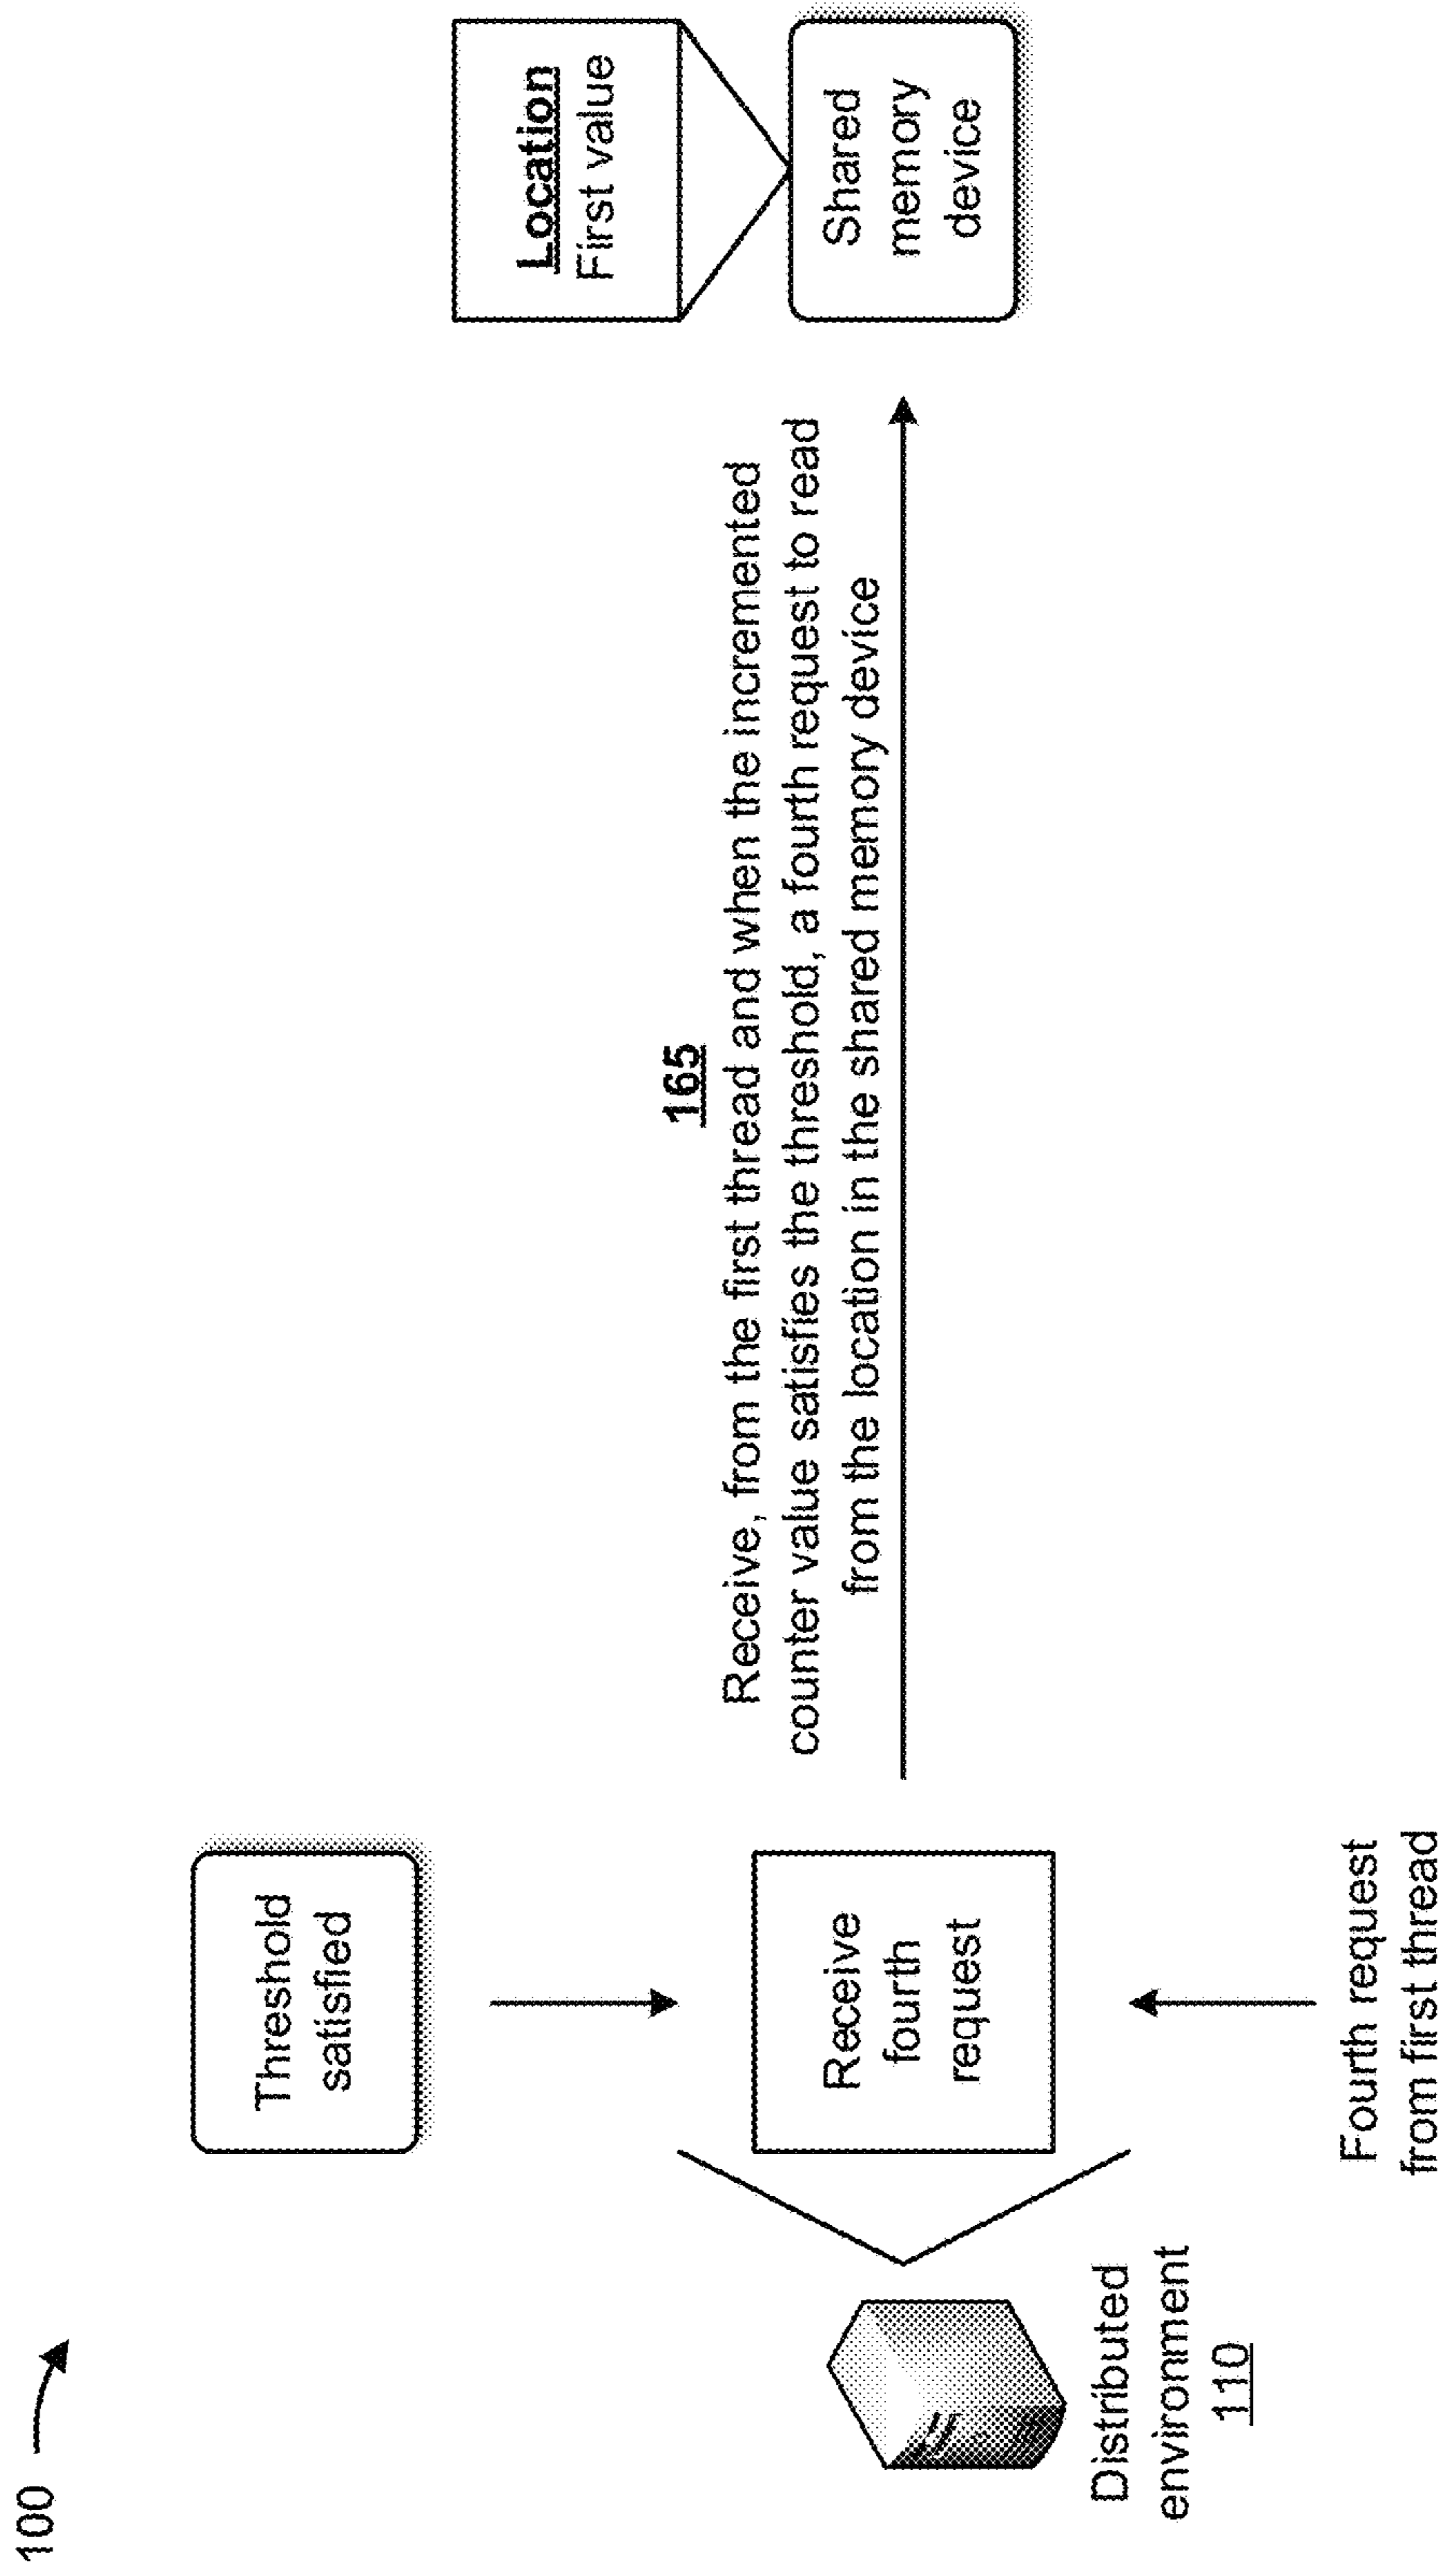 100
Threshold
satisfied
165
Receive, from the first thread and when the incremented
counter value satisfies the threshold, a fourth request to read
from the location in the shared memory device
Location
First value
Receive
fourth
request
Shared
memory
device
Distributed
environment
110
Fourth request
from first thread